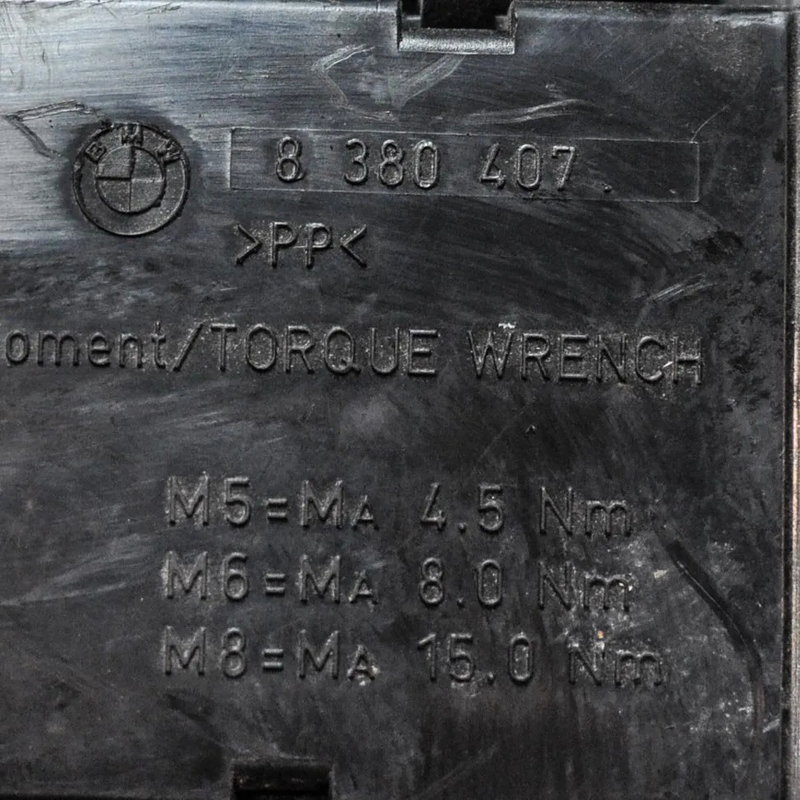 BMW
8 380 407.
>PP<
oment/TORQUE WRENCH
M5=MA 4.5 Nm
M6=MA 8.0 Nm
M8=MA 15.0 Nm